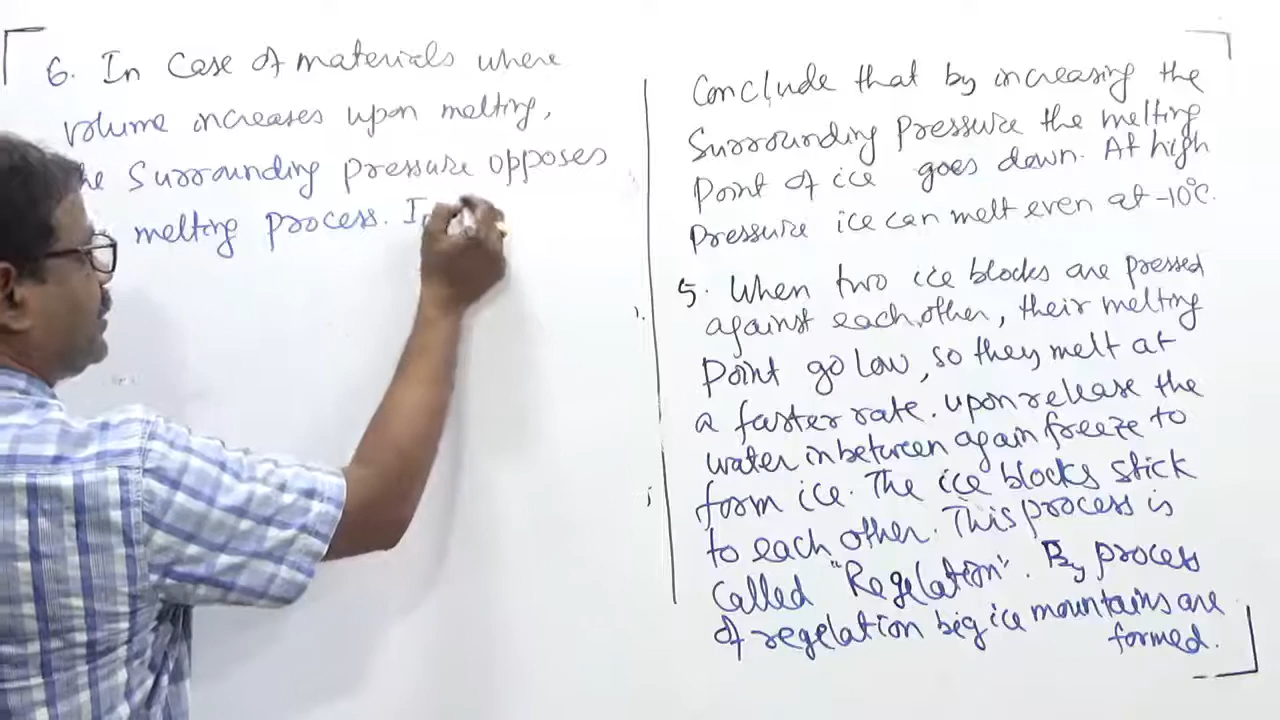 6. In Case of materials where
volume increases upon melting,
he Surrounding pressure opposes
melting process. I
Conclude that by increasing the
Surrounding Pressure the melting
Point of ice goes down. At high
Pressure ice can melt even at -10°C.
5. When two ice blocks are pressed
against each other, their melting
Point go low, so they melt at
a faster rate. upon release the
water inbetween again freeze to
form ice. The ice blocks stick
to each other. This process is
Called "Regelation". By process
of regelation big ice mountains are
formed.